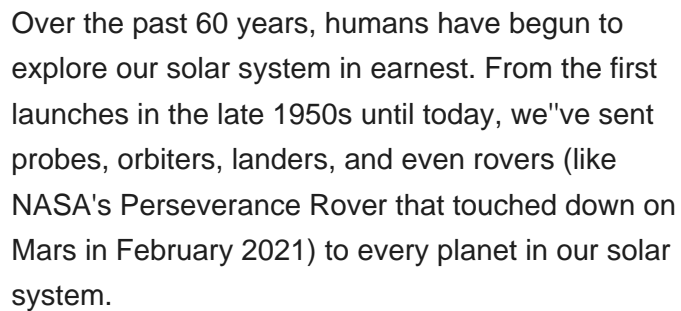 Over the past 60 years, humans have begun to
explore our solar system in earnest. From the first
launches in the late 1950s until today, we"ve sent
probes, orbiters, landers, and even rovers (like
NASA's Perseverance Rover that touched down on
Mars in February 2021) to every planet in our solar
system.